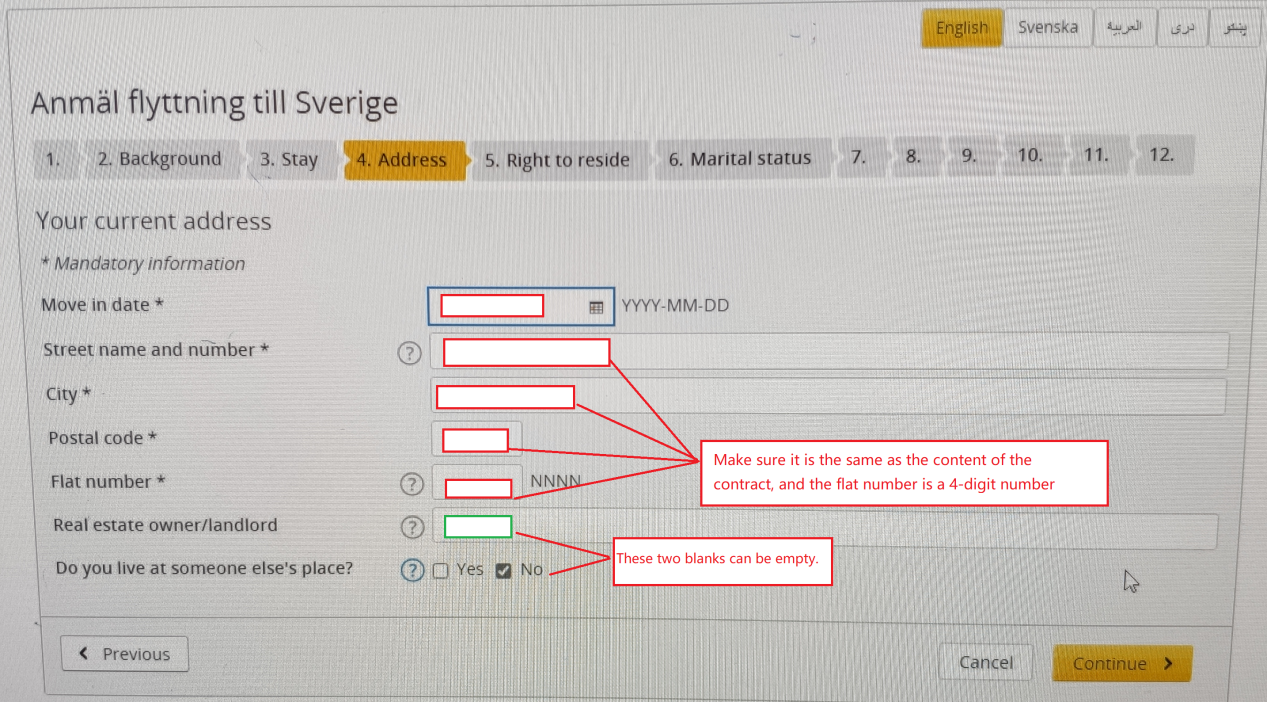 English Svenska العربية دری پښتو
Anmäl flyttning till Sverige
1. 2. Background 3. Stay 4. Address 5. Right to reside 6. Marital status 7. 8. 9. 10. 11. 12.
Your current address
* Mandatory information
Move in date * YYYY-MM-DD
Street name and number * ?
City *
Postal code *
Make sure it is the same as the content of the
contract, and the flat number is a 4-digit number
Flat number * ? NNNN
Real estate owner/landlord ?
These two blanks can be empty.
Do you live at someone else's place? ? Yes No
Previous Cancel Continue